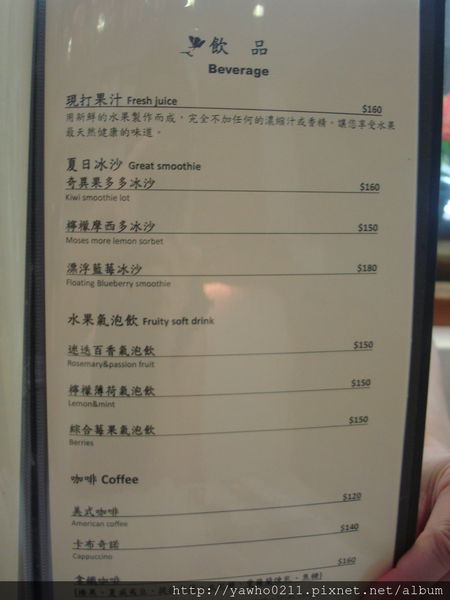 飲 品
Beverage
現打果汁 Fresh juice $160
用新鮮的水果製作而成，完全不加任何的濃縮汁或香精。讓您享受水果
最天然健康的味道。
夏日冰沙 Great smoothie
奇異果多多冰沙 $160
Kiwi smoothie lot
檸檬摩西多冰沙 $150
Moses more lemon sorbet
漂浮藍莓冰沙 $180
Floating Blueberry smoothie
水果氣泡飲 Fruity soft drink
迷迭百香氣泡飲 $150
Rosemary&passion fruit
檸檬薄荷氣泡飲 $150
Lemon&mint
綜合莓果氣泡飲 $150
Berries
咖啡 Coffee
美式咖啡 $120
American coffee
卡布奇諾 $140
Cappuccino
拿鐵咖啡 $160
http://yawho0211.pixnet.net/album